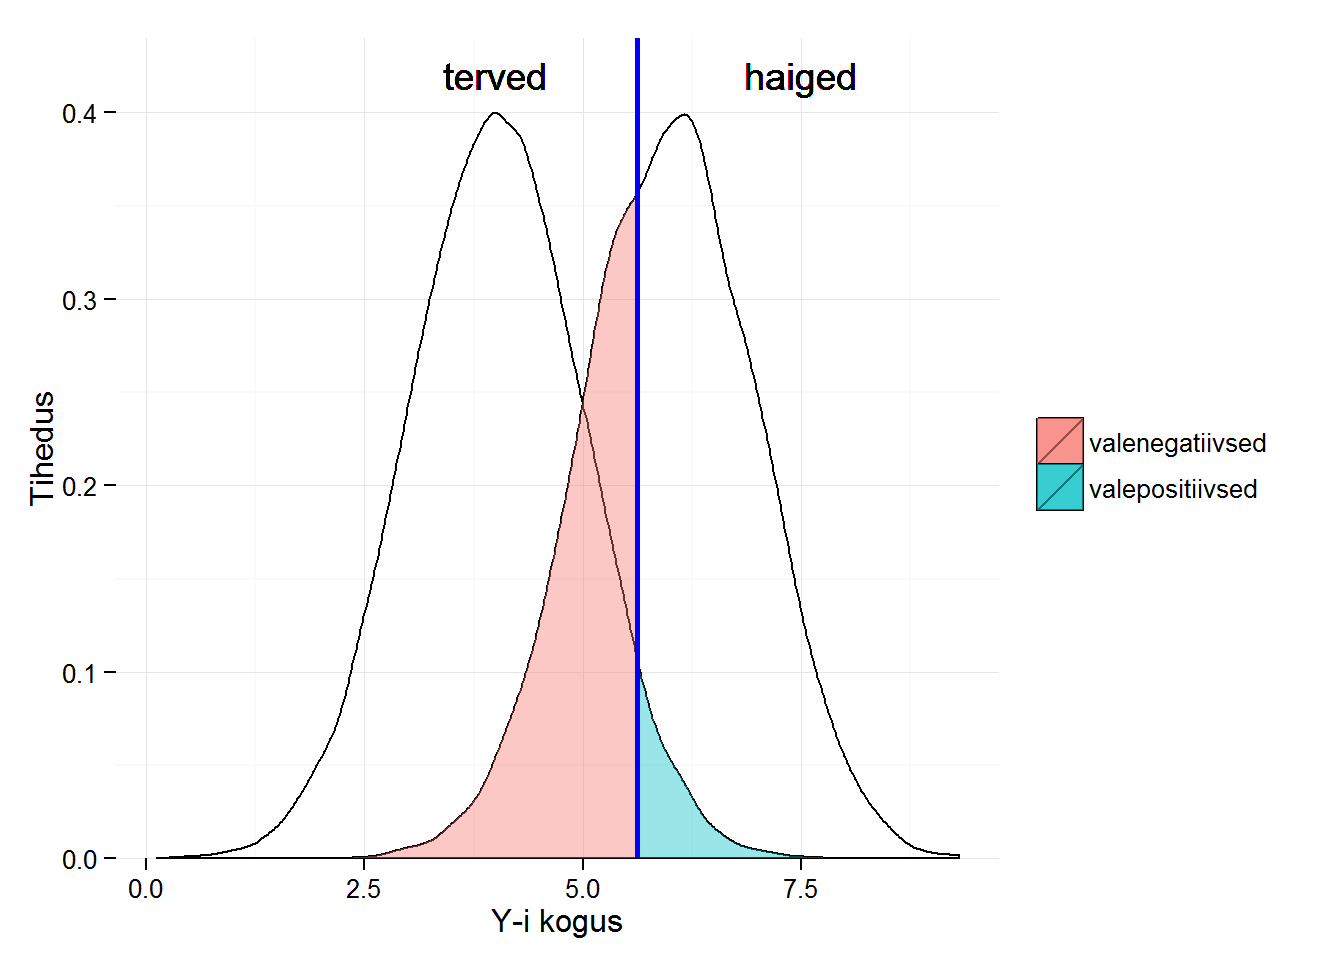 terved
haiged
0.4
0.3
0.2
0.1
0.0
Tihedus
0.0
2.5
5.0
7.5
Y-i kogus
valenegatiivsed
valepositiivsed